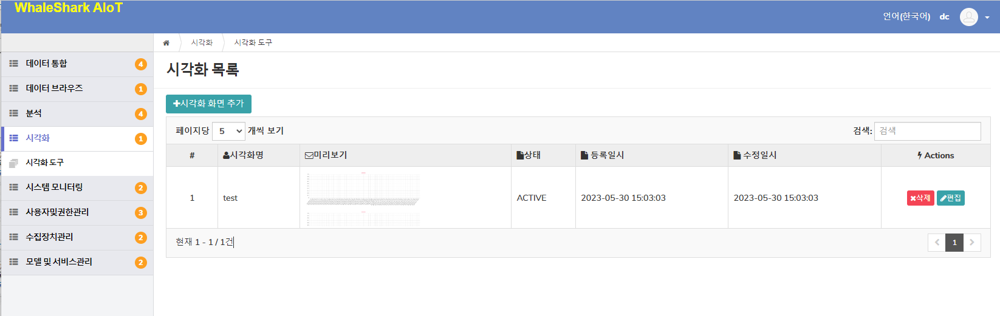 WhaleShark AIoT
언어(한국어) dc
시각화 시각화 도구
데이터 통합 4
데이터 브라우즈 1
분석 4
시각화 1
시각화 도구
시스템 모니터링 2
사용자및권한관리 3
수집장치관리 2
모델 및 서비스관리 2
시각화 목록
시각화 화면 추가
페이지당 5 개씩 보기 검색: 검색
# 시각화명 미리보기 상태 등록일시 수정일시 Actions
1 test ACTIVE 2023-05-30 15:03:03 2023-05-30 15:03:03 삭제 편집
현재 1 - 1 / 1건 1